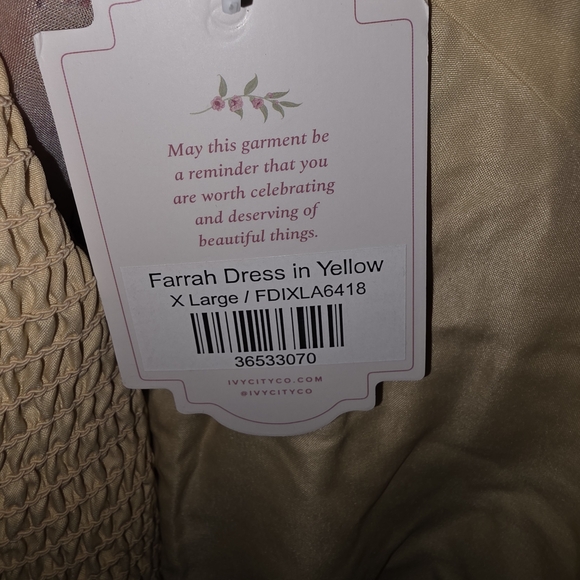 May this garment be
a reminder that you
are worth celebrating
and deserving of
beautiful things.
Farrah Dress in Yellow
X Large / FDIXLA6418
36533070
IVYCITYCO.COM
@IVYCITYCO